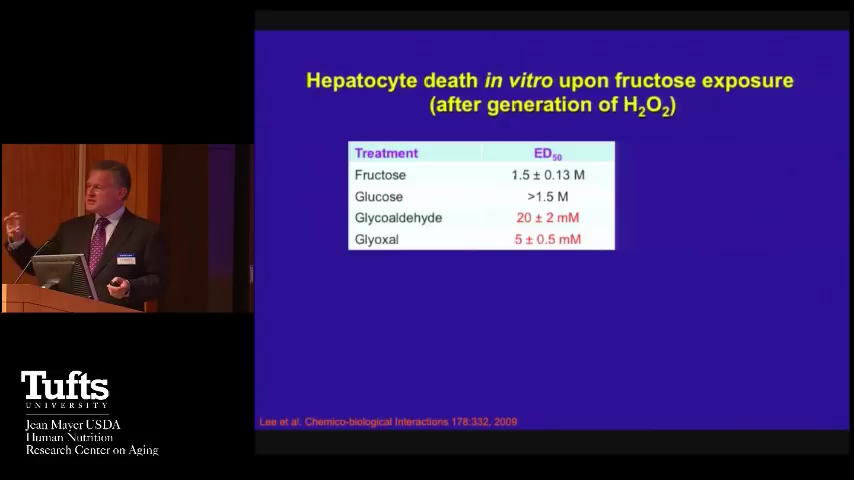 Hepatocyte death in vitro upon fructose exposure
(after generation of H₂O₂)
Treatment ED₅₀
Fructose 1.5 ± 0.13 M
Glucose >1.5 M
Glycoaldehyde 20 ± 2 mM
Glyoxal 5 ± 0.5 mM
Lee et al. Chemico-biological Interactions 178:332, 2009
Tufts
UNIVERSITY
Jean Mayer USDA
Human Nutrition
Research Center on Aging